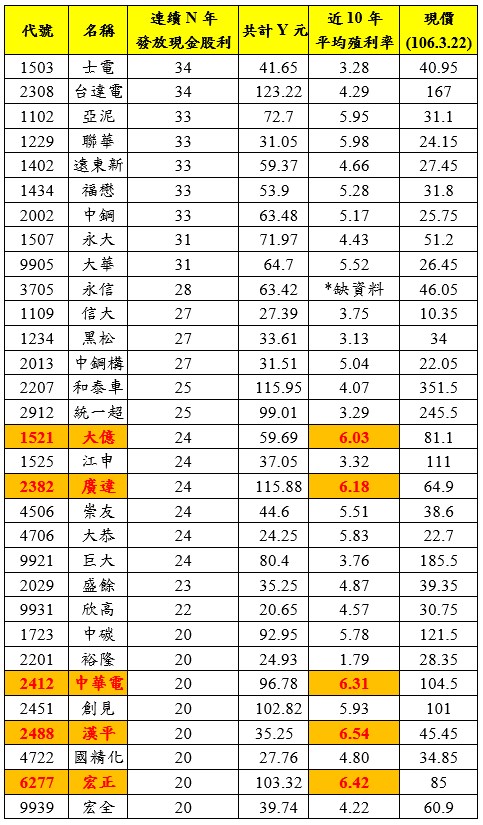 代號 名稱 連續 N 年發放現金股利 共計 Y 元 近 10 年平均殖利率 現價(106.3.22)
1503 士電 34 41.65 3.28 40.95
2308 台達電 34 123.22 4.29 167
1102 亞泥 33 72.7 5.95 31.1
1229 聯華 33 31.05 5.98 24.15
1402 遠東新 33 59.37 4.66 27.45
1434 福懋 33 53.9 5.28 31.8
2002 中鋼 33 63.48 5.17 25.75
1507 永大 31 71.97 4.43 51.2
9905 大華 31 64.7 5.52 26.45
3705 永信 28 63.42 *缺資料 46.05
1109 信大 27 27.39 3.75 10.35
1234 黑松 27 33.61 3.13 34
2013 中鋼構 27 31.51 5.04 22.05
2207 和泰車 25 115.95 4.07 351.5
2912 統一超 25 99.01 3.29 245.5
1521 大億 24 59.69 6.03 81.1
1525 江申 24 37.05 3.32 111
2382 廣達 24 115.88 6.18 64.9
4506 崇友 24 44.6 5.51 38.6
4706 大恭 24 24.25 5.83 22.7
9921 巨大 24 80.4 3.76 185.5
2029 盛餘 23 35.25 4.87 39.35
9931 欣高 22 20.65 4.57 30.75
1723 中碳 20 92.95 5.78 121.5
2201 裕隆 20 24.93 1.79 28.35
2412 中華電 20 96.78 6.31 104.5
2451 創見 20 102.82 5.93 101
2488 漢平 20 35.25 6.54 45.45
4722 國精化 20 27.76 4.80 34.85
6277 宏正 20 103.32 6.42 85
9939 宏全 20 39.74 4.22 60.9